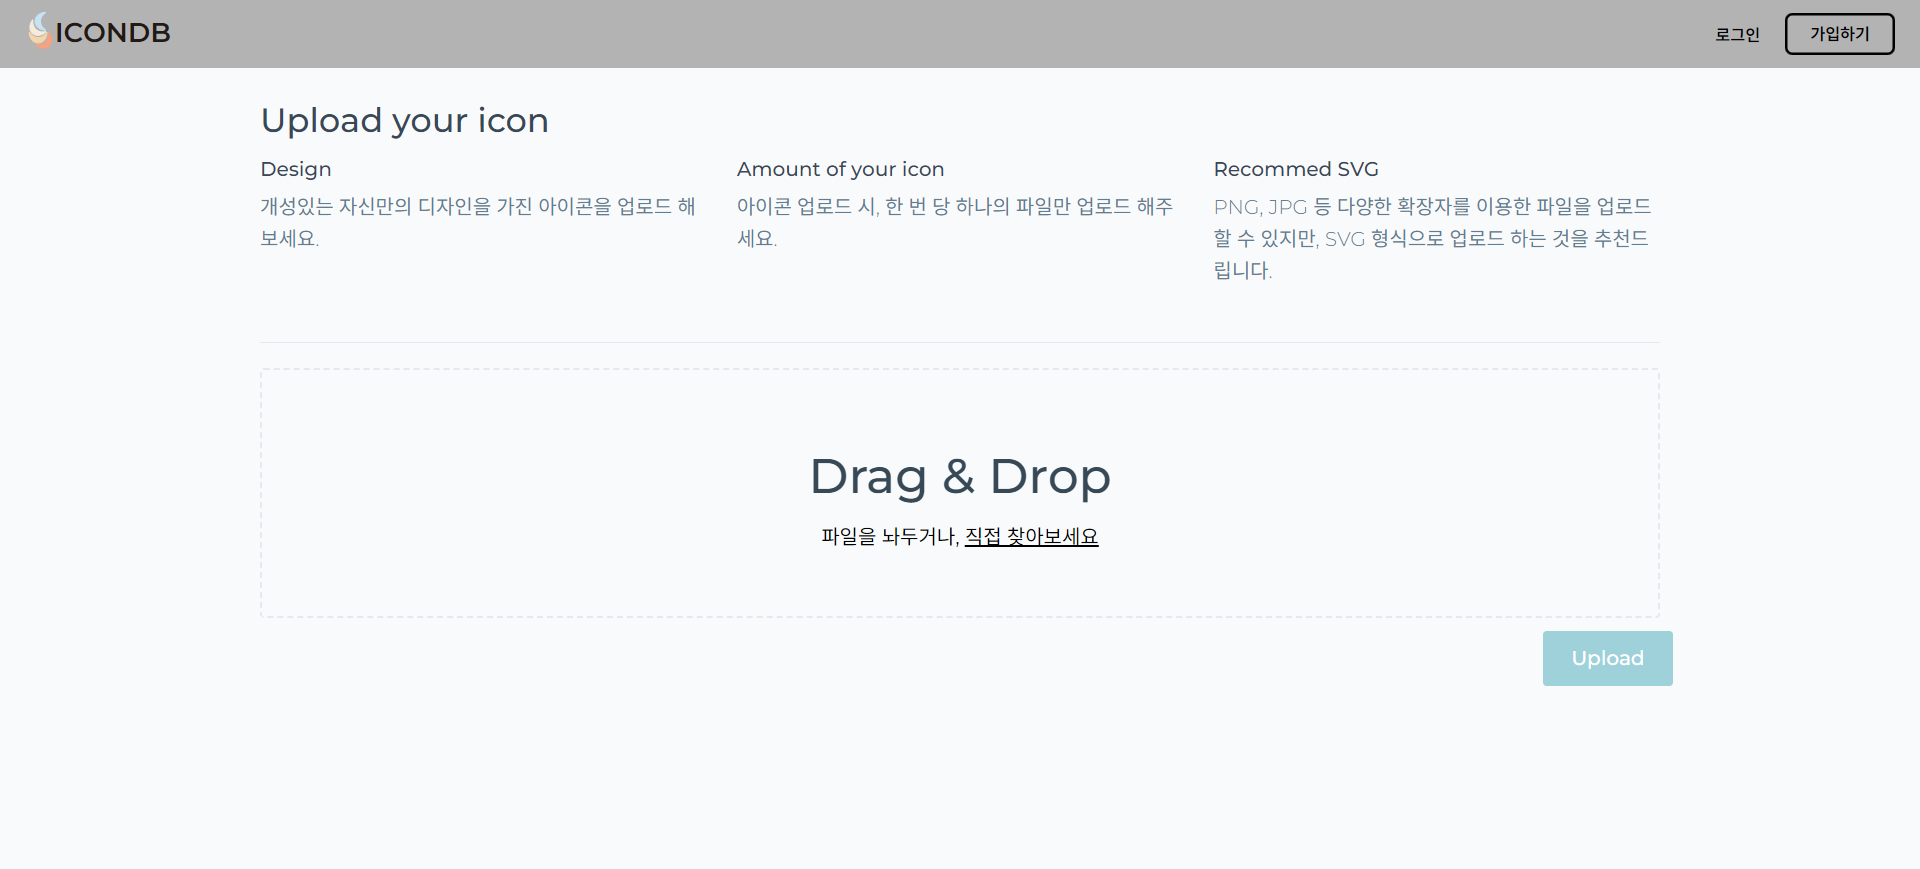 ICONDB
로그인
가입하기
Upload your icon
Design
개성있는 자신만의 디자인을 가진 아이콘을 업로드 해
보세요.
Amount of your icon
아이콘 업로드 시, 한 번 당 하나의 파일만 업로드 해주
세요.
Recommed SVG
PNG, JPG 등 다양한 확장자를 이용한 파일을 업로드
할 수 있지만, SVG 형식으로 업로드 하는 것을 추천드
립니다.
Drag & Drop
파일을 놔두거나, 직접 찾아보세요
Upload